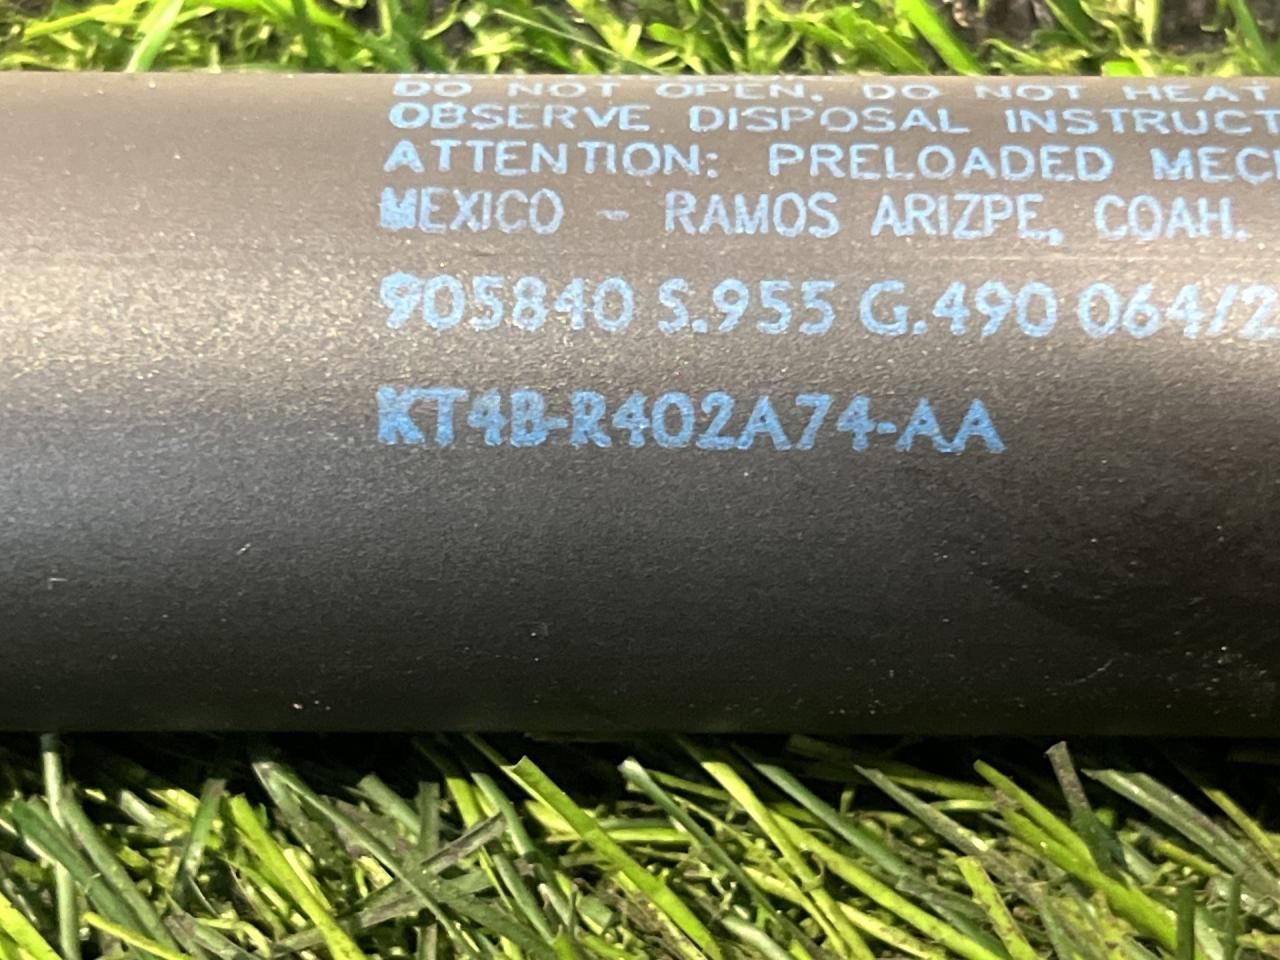 DO NOT OPEN. DO NOT HEAT
OBSERVE DISPOSAL INSTRUCT
ATTENTION: PRELOADED MECH
MEXICO - RAMOS ARIZPE, COAH.
905840 S.955 G.490 064/2
KT4B-R402A74-AA